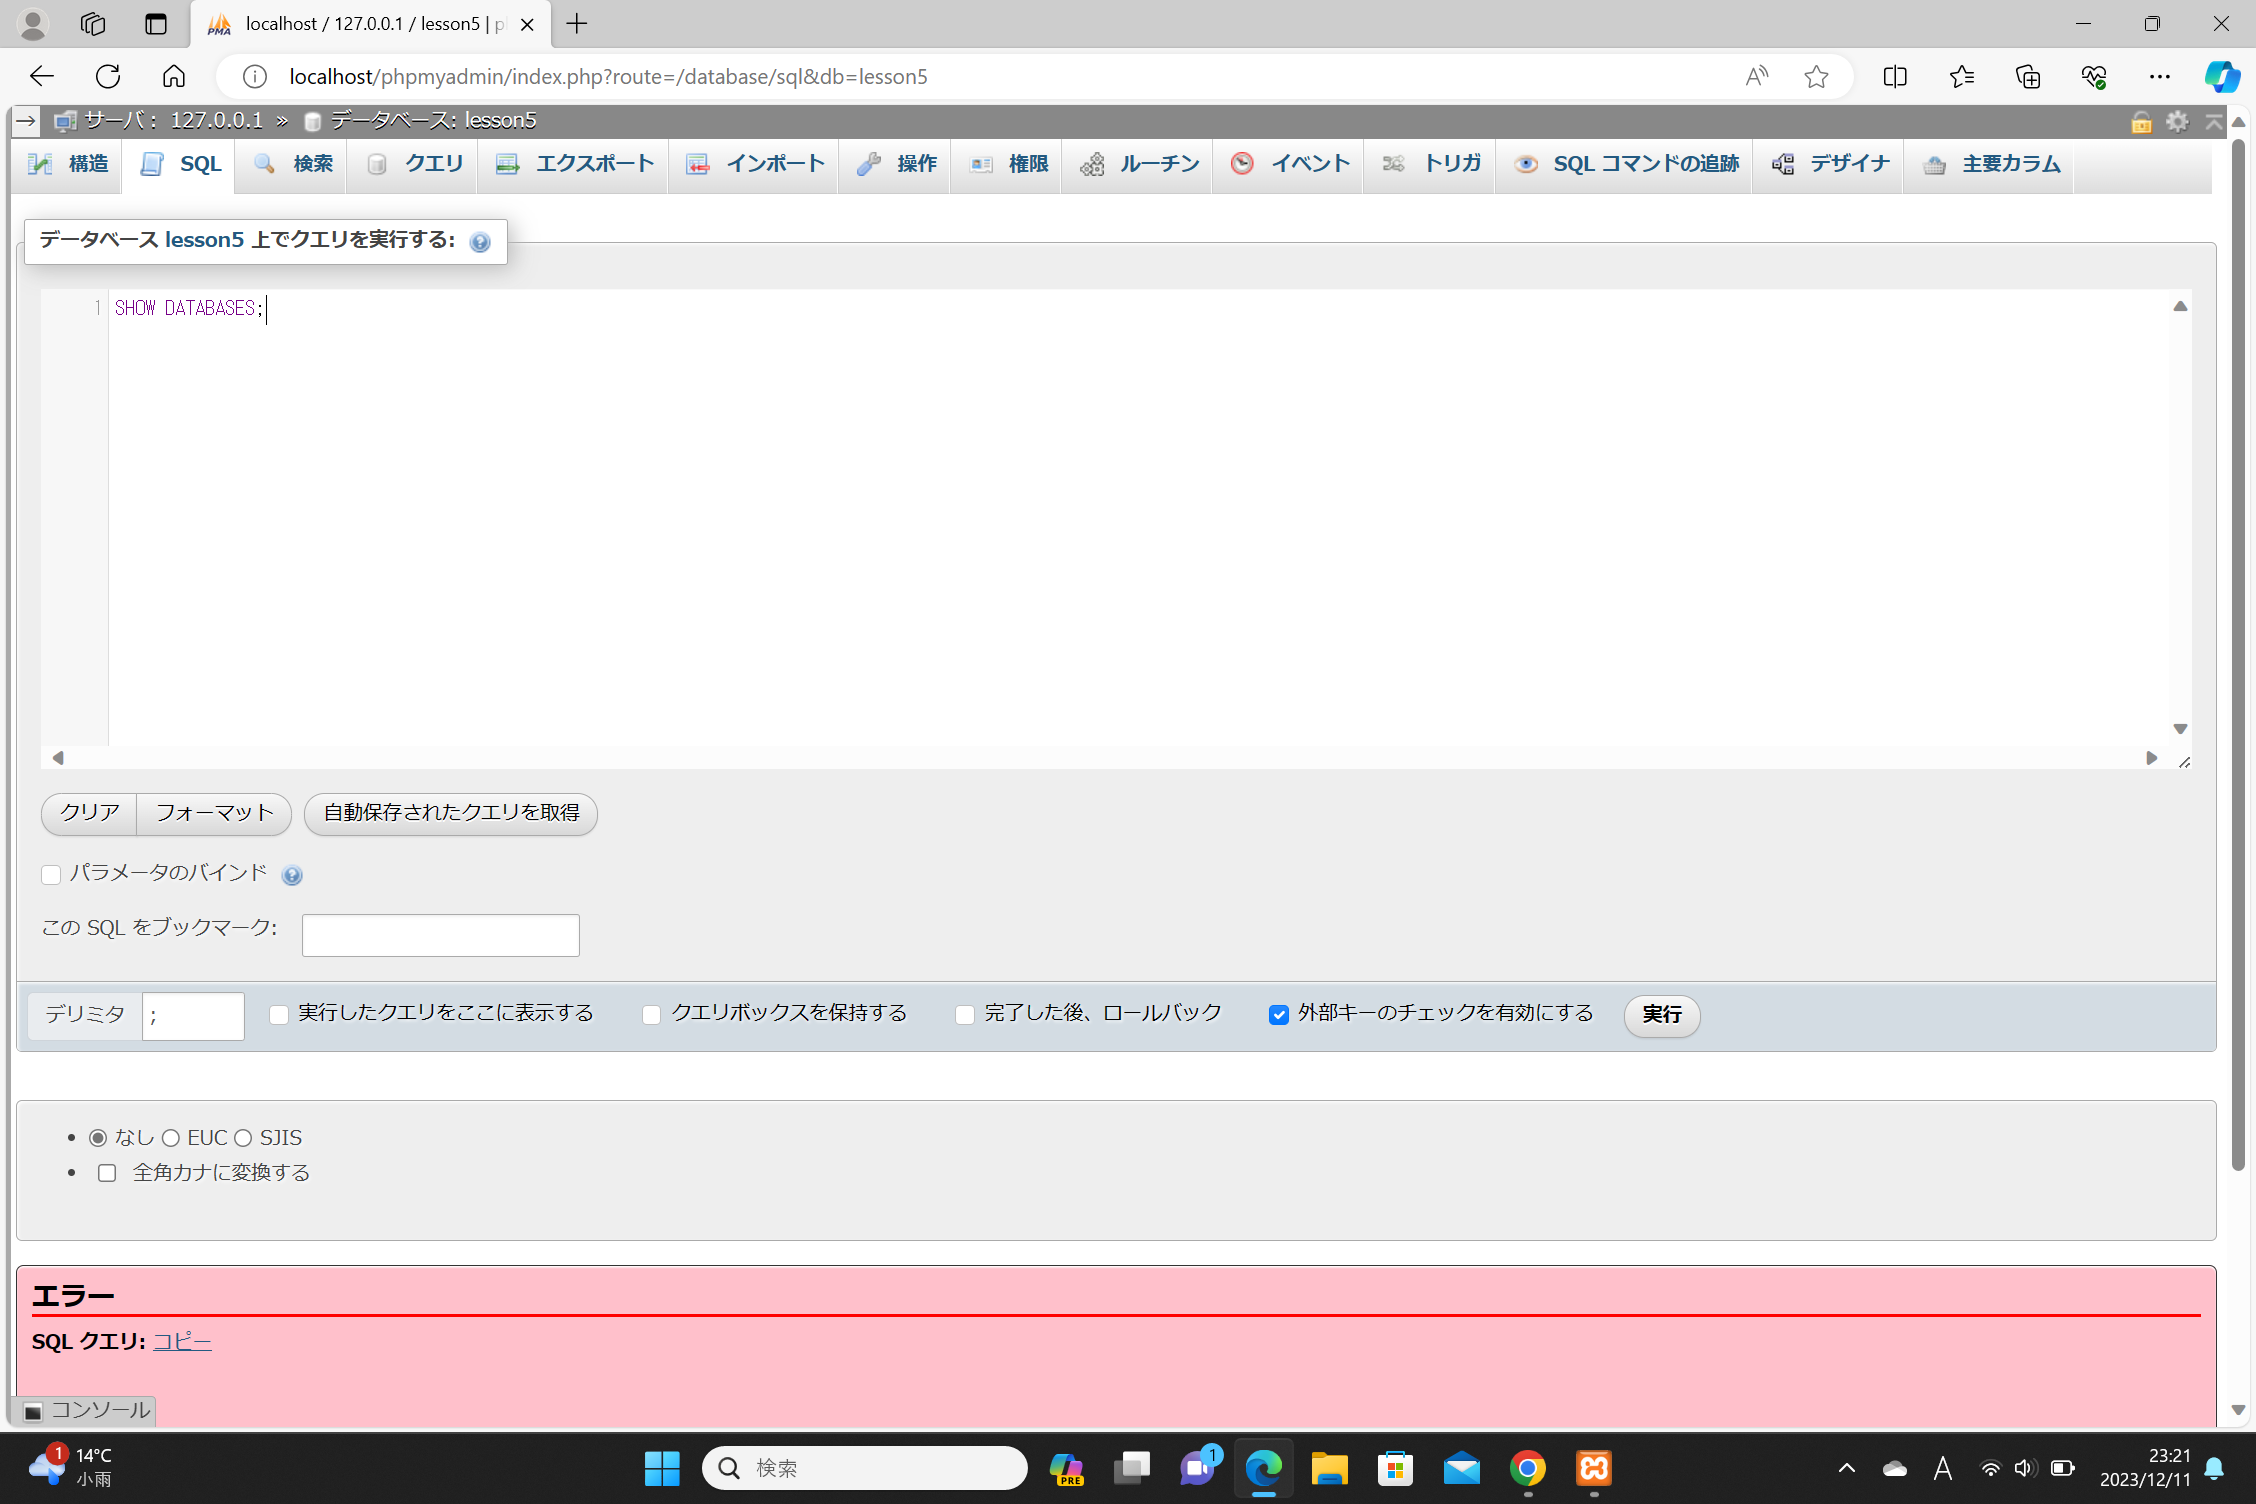 localhost / 127.0.0.1 / lesson5 | p
localhost/phpmyadmin/index.php?route=/database/sql&db=lesson5
サーバ: 127.0.0.1 » データベース: lesson5
構造 SQL 検索 クエリ エクスポート インポート 操作 権限 ルーチン イベント トリガ SQL コマンドの追跡 デザイナ 主要カラム
データベース lesson5 上でクエリを実行する:
1 SHOW DATABASES;
クリア フォーマット 自動保存されたクエリを取得
パラメータのバインド
この SQL をブックマーク:
デリミタ ; 実行したクエリをここに表示する クエリボックスを保持する 完了した後、ロールバック 外部キーのチェックを有効にする 実行
• なし EUC SJIS
• 全角カナに変換する
エラー
SQL クエリ: コピー
コンソール
1 14°C
小雨
検索
PRE
1
A
23:21
2023/12/11